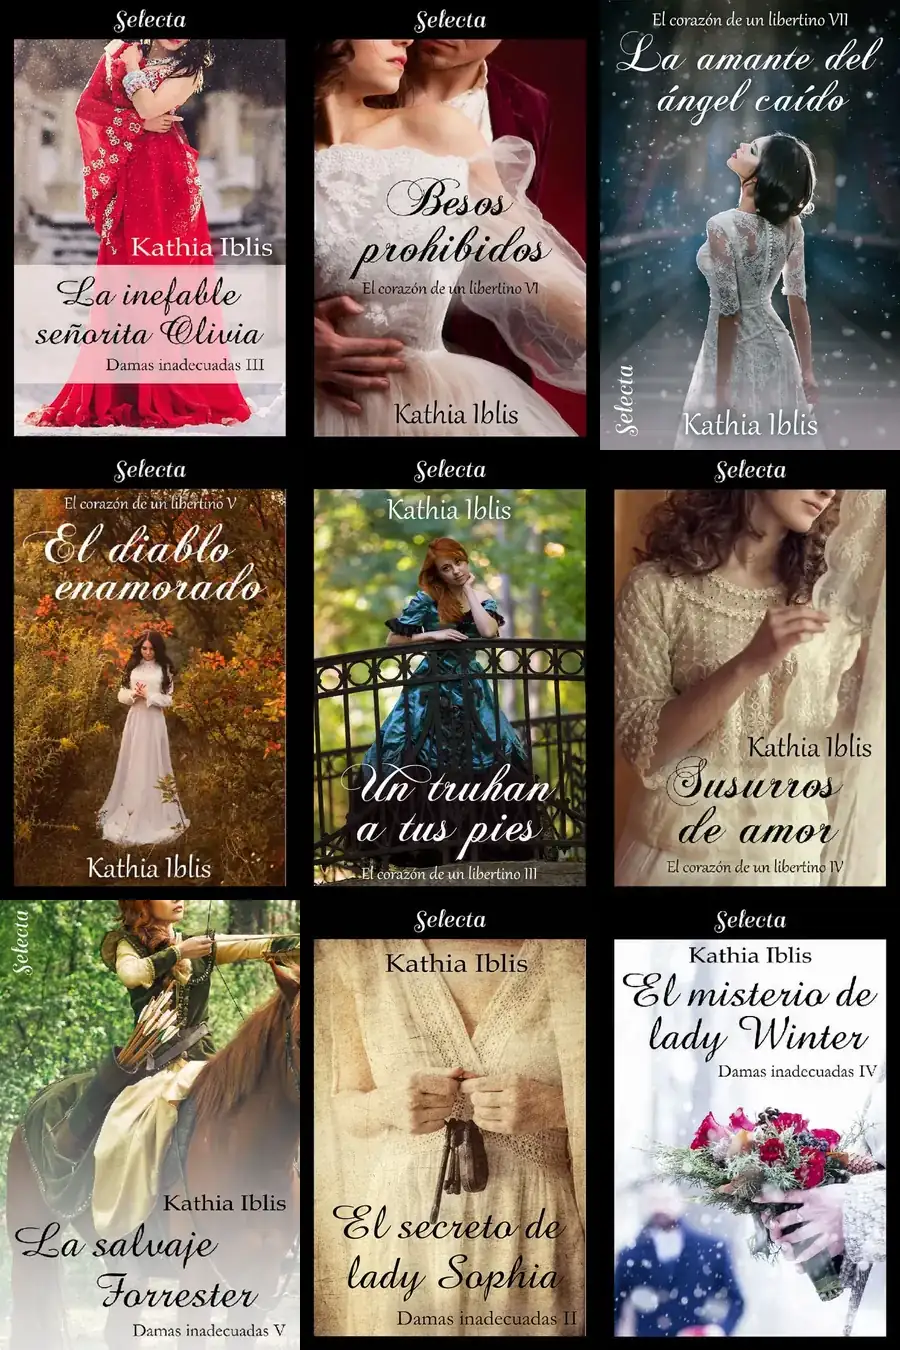 Selecta
Kathia Iblis
La inefable
señorita Olivia
Damas inadecuadas III
Selecta
Besos
prohibidos
El corazón de un libertino VI
Kathia Iblis
El corazón de un libertino VII
La amante del
ángel caído
Selecta
Kathia Iblis
Selecta
El corazón de un libertino V
El diablo
enamorado
Kathia Iblis
Selecta
Kathia Iblis
Un truhan
a tus pies
El corazón de un libertino III
Selecta
Kathia Iblis
Susurros
de amor
El corazón de un libertino IV
Selecta
Kathia Iblis
La salvaje
Forrester
Damas inadecuadas V
Selecta
Kathia Iblis
El secreto de
lady Sophia
Damas inadecuadas II
Selecta
Kathia Iblis
El misterio de
lady Winter
Damas inadecuadas IV